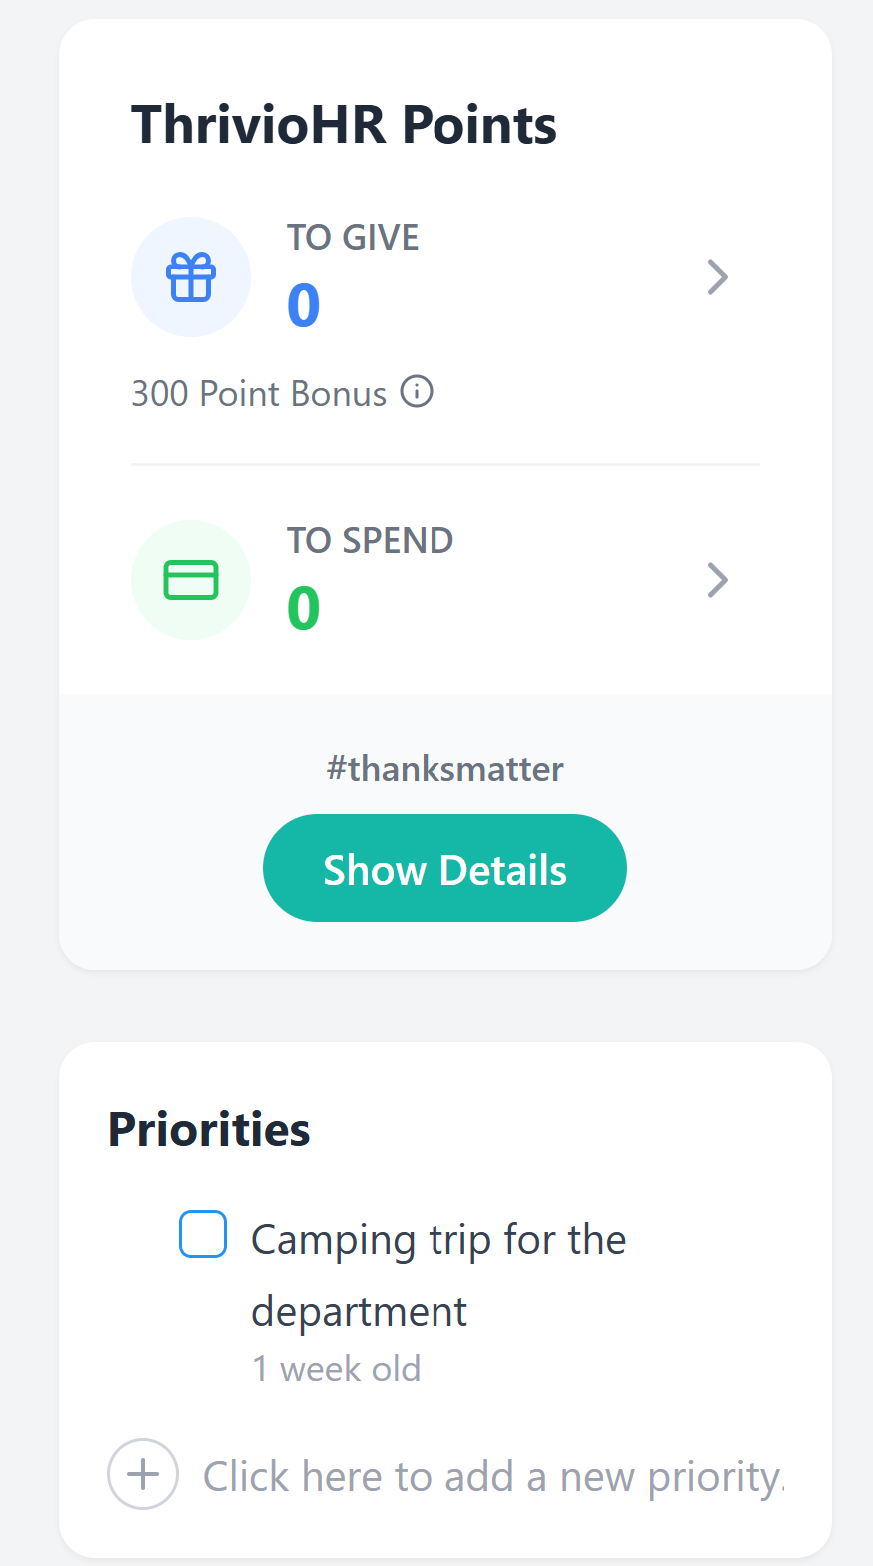 ThrivioHR Points
TO GIVE
0
300 Point Bonus
TO SPEND
0
#thanksmatter
Show Details
Priorities
Camping trip for the
department
1 week old
Click here to add a new priority.